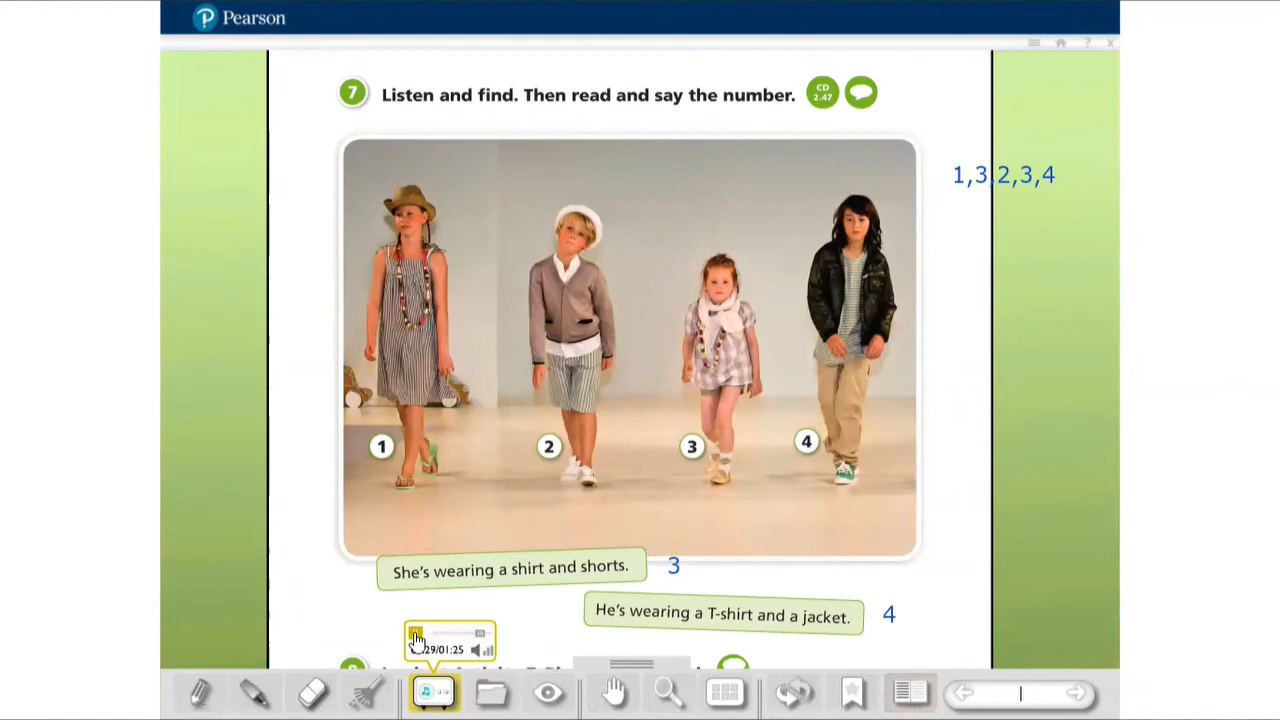 Pearson
7 Listen and find. Then read and say the number. CD 2.47
1,3,2,3,4
1
2
3
4
She's wearing a shirt and shorts. 3
He's wearing a T-shirt and a jacket. 4
29/01:25